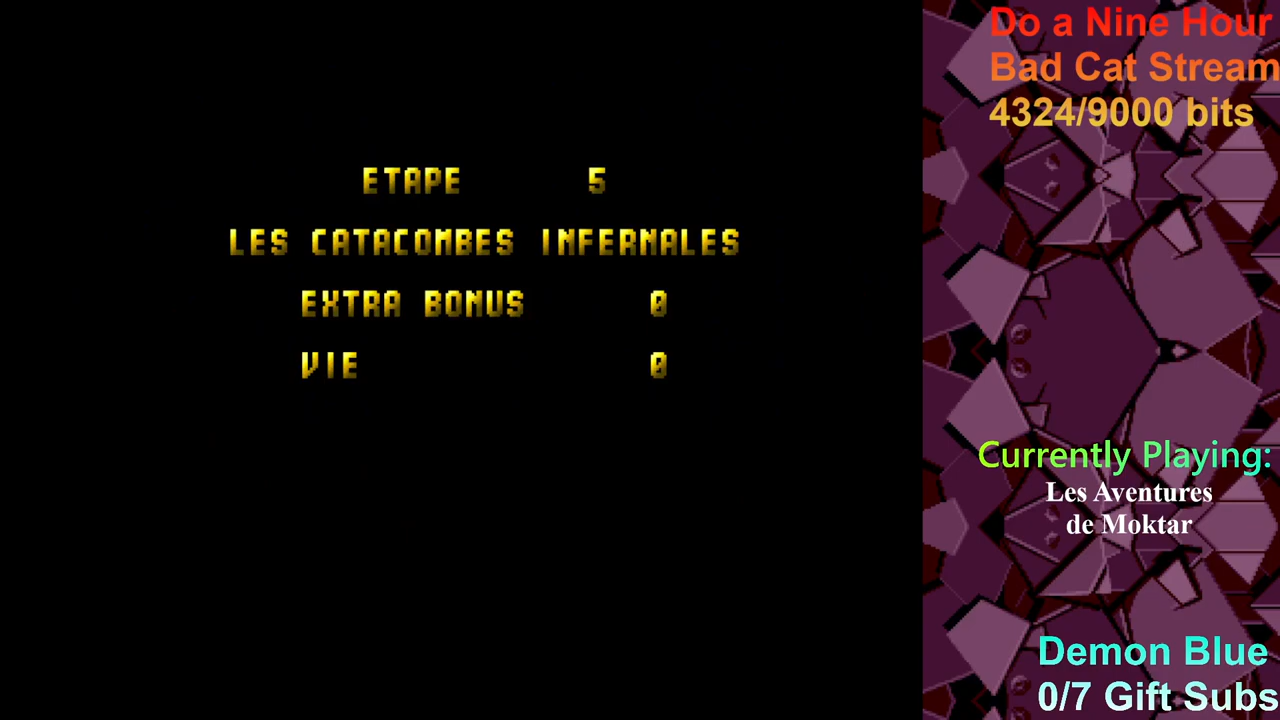 ETAPE 5
LES CATACOMBES INFERNALES
EXTRA BONUS 0
VIE 0
Do a Nine Hour
Bad Cat Stream
4324/9000 bits
Currently Playing:
Les Aventures
de Moktar
Demon Blue
0/7 Gift Subs